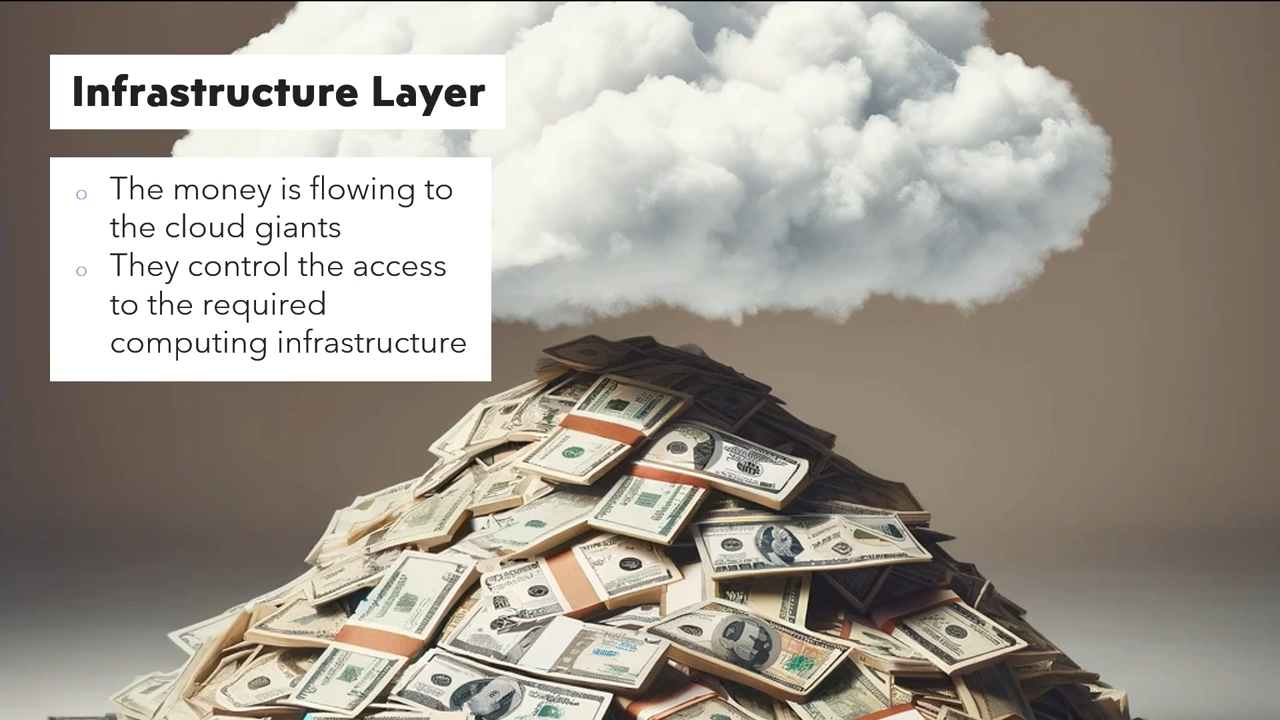 Infrastructure Layer
o The money is flowing to
the cloud giants
o They control the access
to the required
computing infrastructure